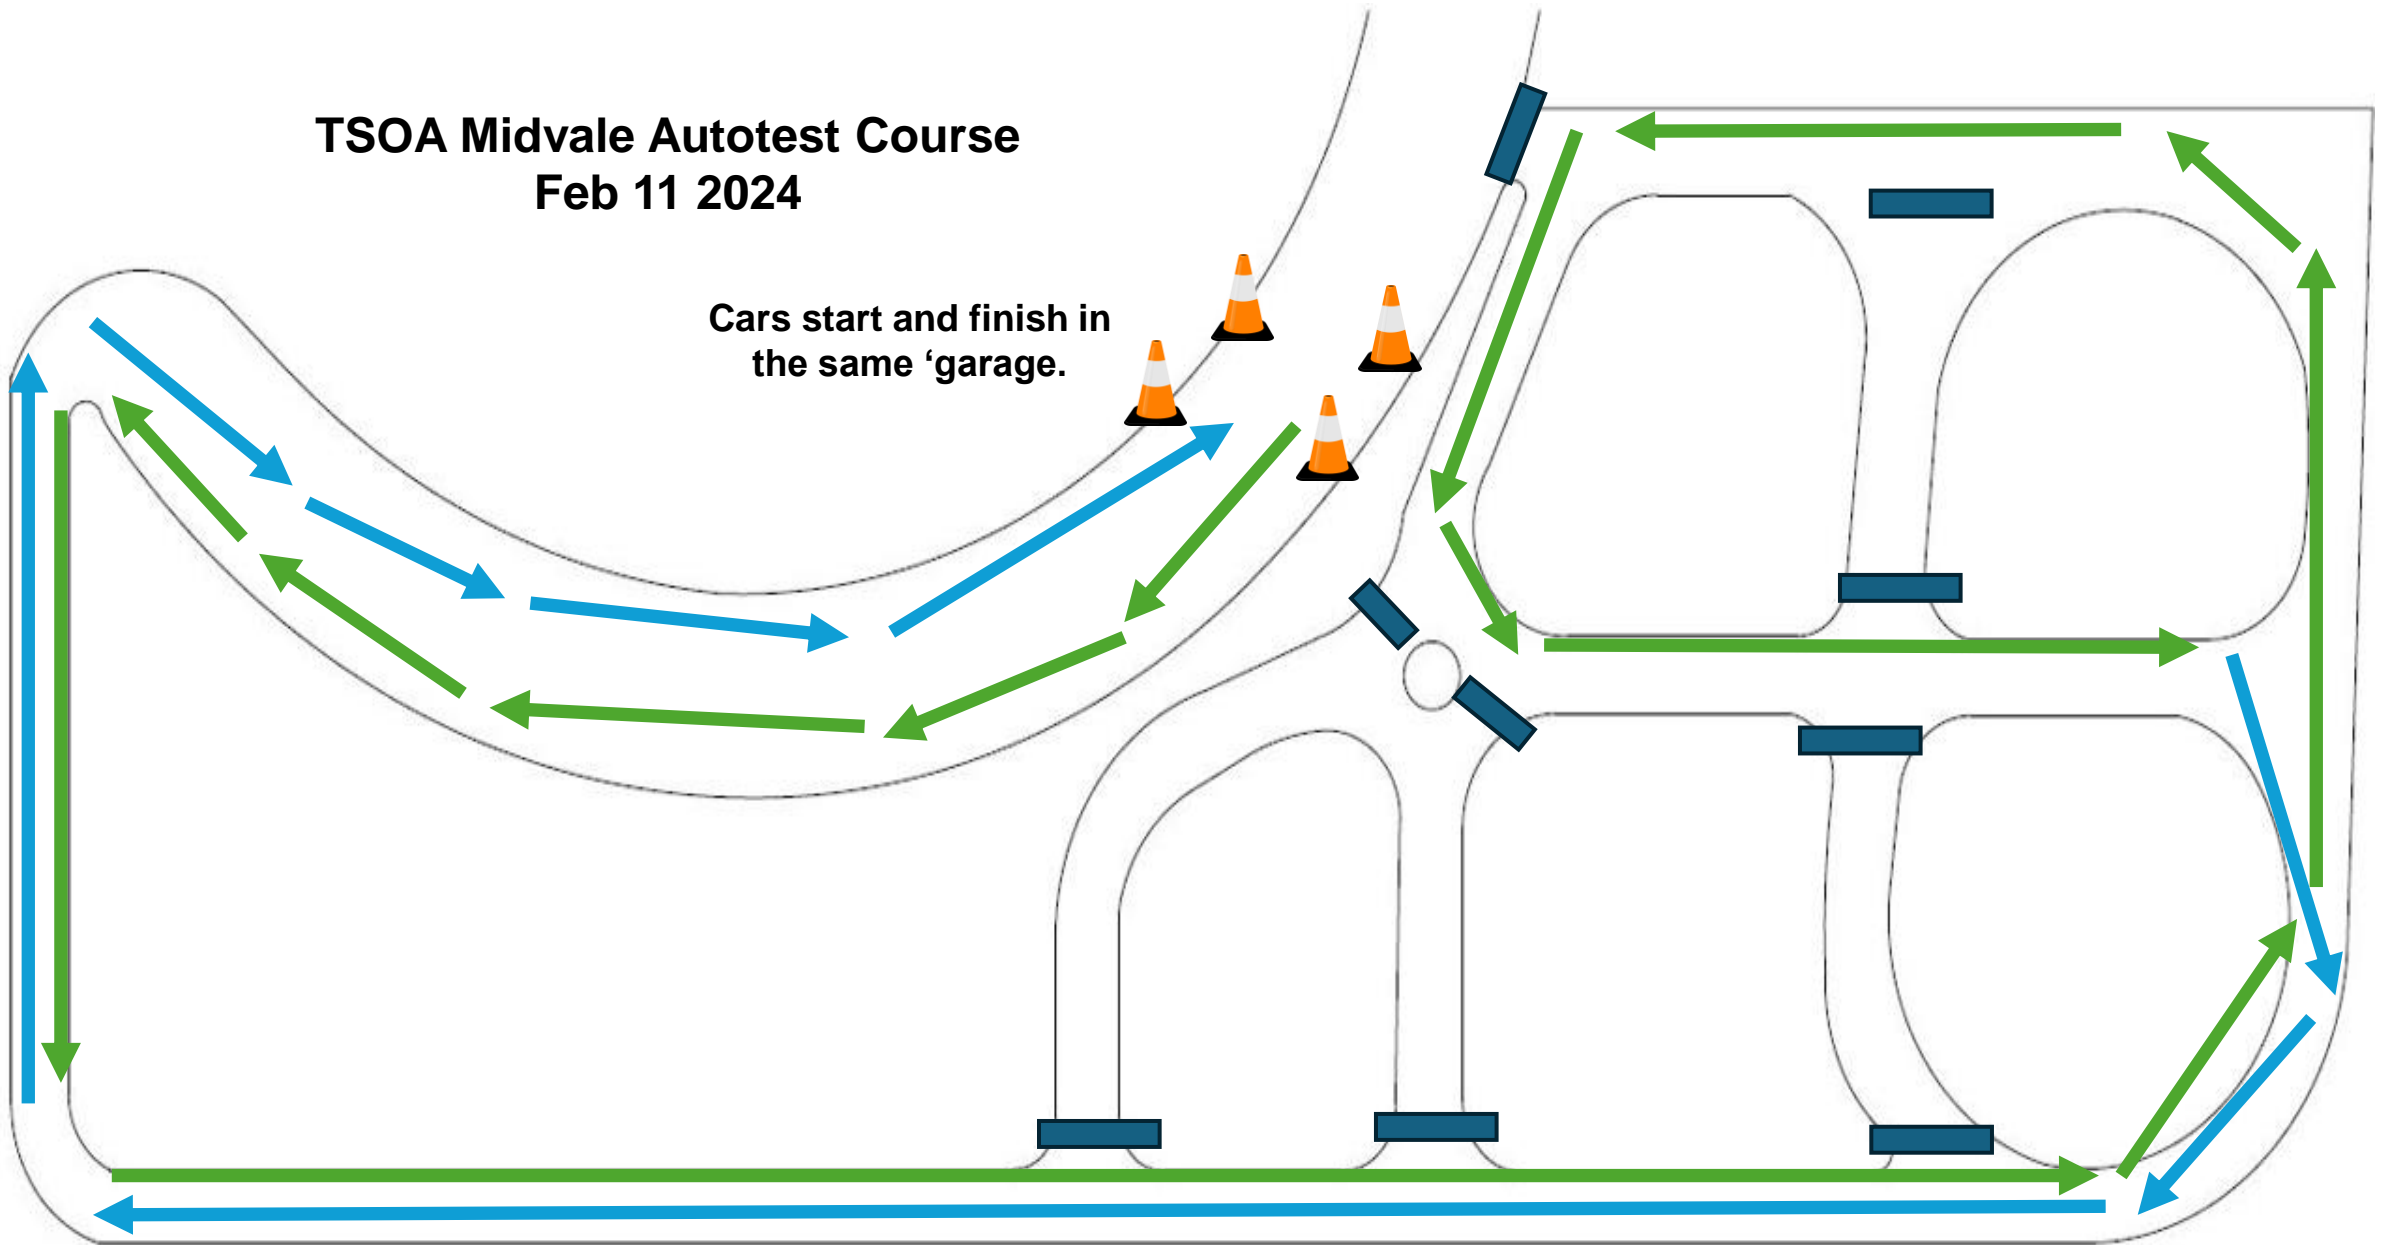 TSOA Midvale Autotest Course
Feb 11 2024
Cars start and finish in
the same ‘garage.